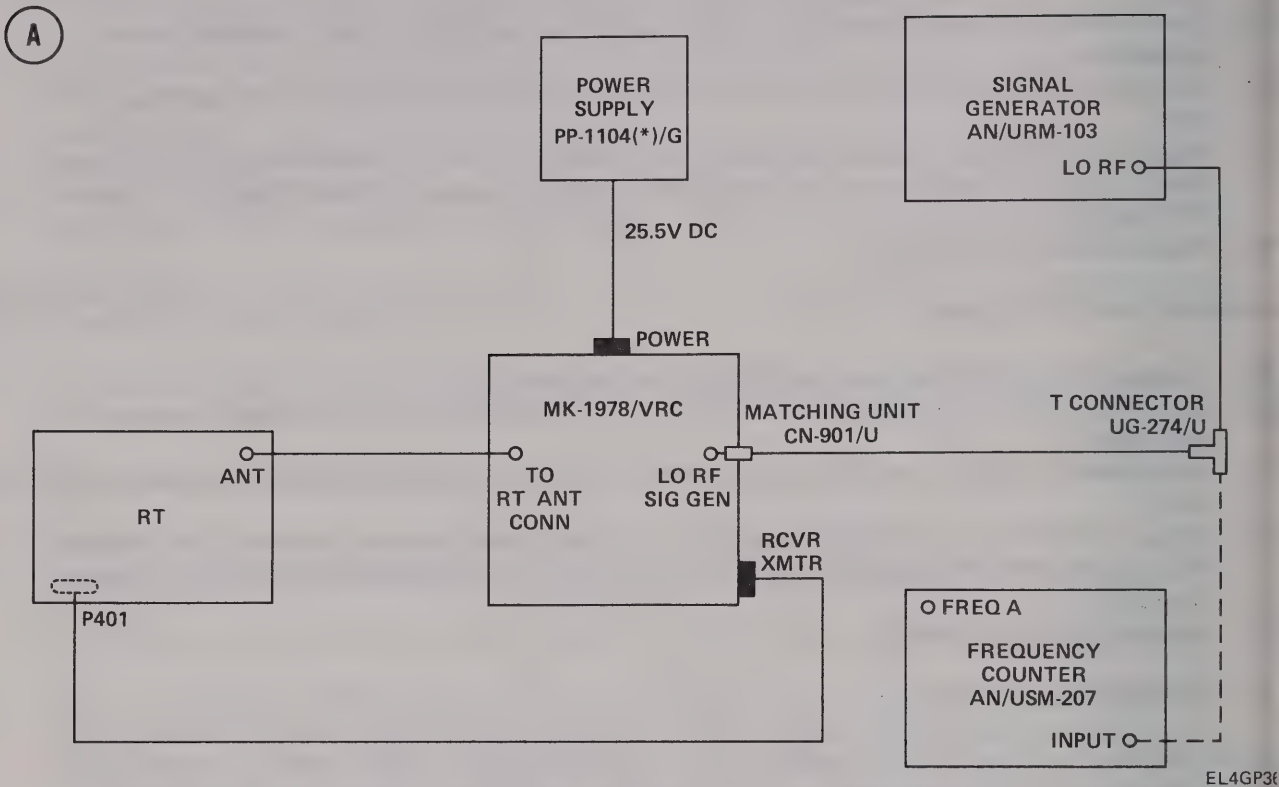 A
POWER
SUPPLY
PP-1104(*)/G
SIGNAL
GENERATOR
AN/URM-103
LO RF
25.5V DC
POWER
MK-1978/VRC
MATCHING UNIT
CN-901/U
T CONNECTOR
UG-274/U
ANT
TO
RT ANT
CONN
LO RF
SIG GEN
RT
RCVR
XMTR
P401
FREQ A
FREQUENCY
COUNTER
AN/USM-207
INPUT